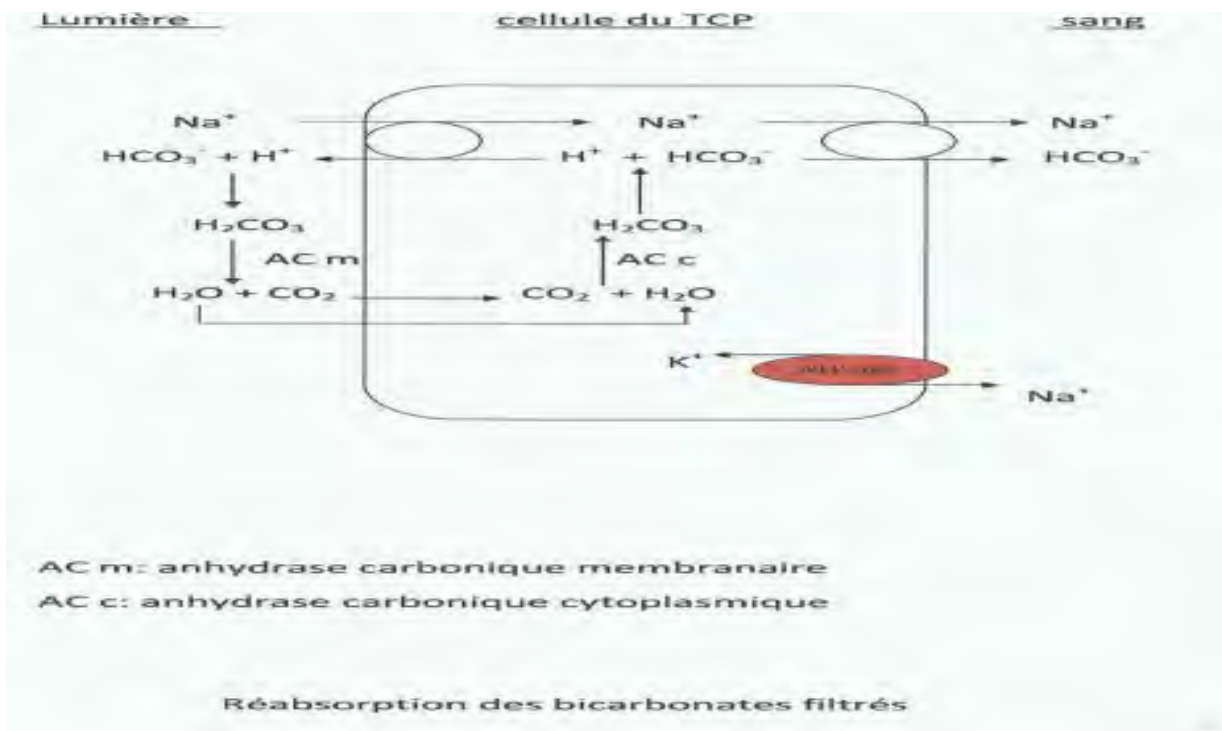 Lumière cellule du TCP sang
Na⁺ Na⁺ Na⁺
HCO₃⁻ + H⁺ H⁺ + HCO₃⁻ HCO₃⁻
H₂CO₃ H₂CO₃
AC m AC c
H₂O + CO₂ CO₂ + H₂O
K⁺
Na⁺
AC m: anhydrase carbonique membranaire
AC c: anhydrase carbonique cytoplasmique
Réabsorption des bicarbonates filtrés